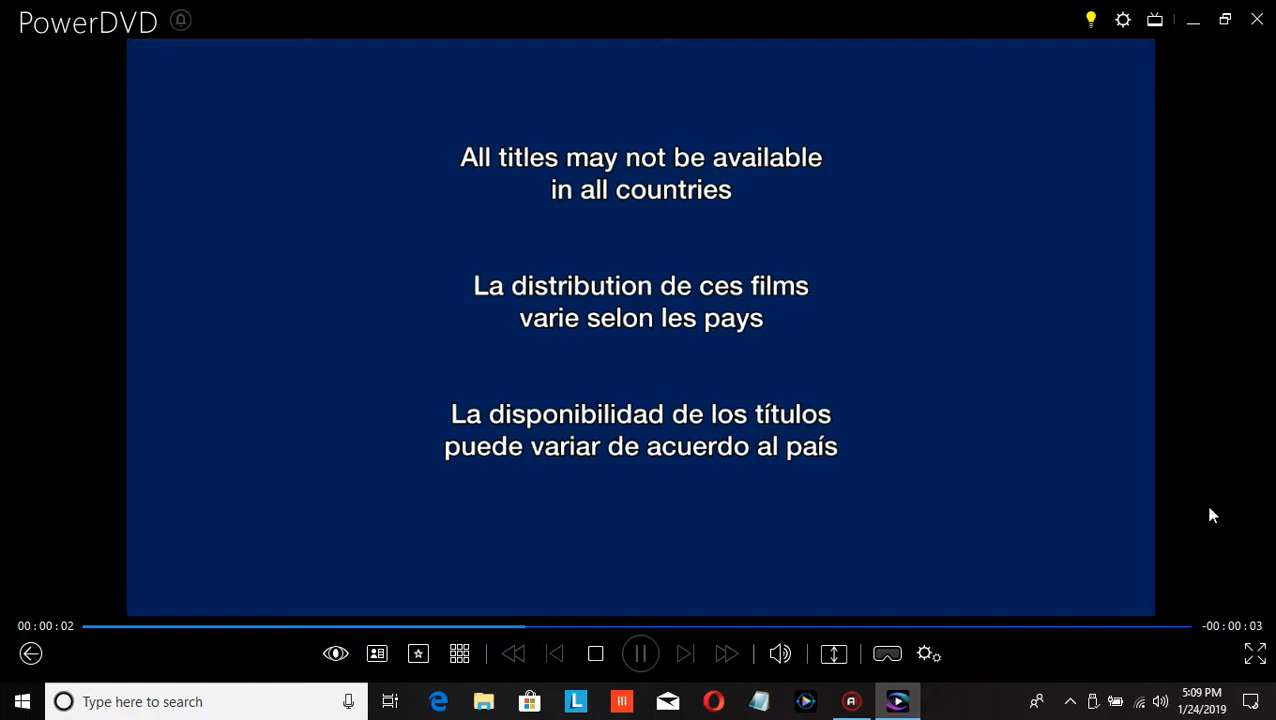 PowerDVD
All titles may not be available
in all countries
La distribution de ces films
varie selon les pays
La disponibilidad de los títulos
puede variar de acuerdo al país
00:00:02
-00:00:03
Type here to search
L
5:09 PM
1/24/2019